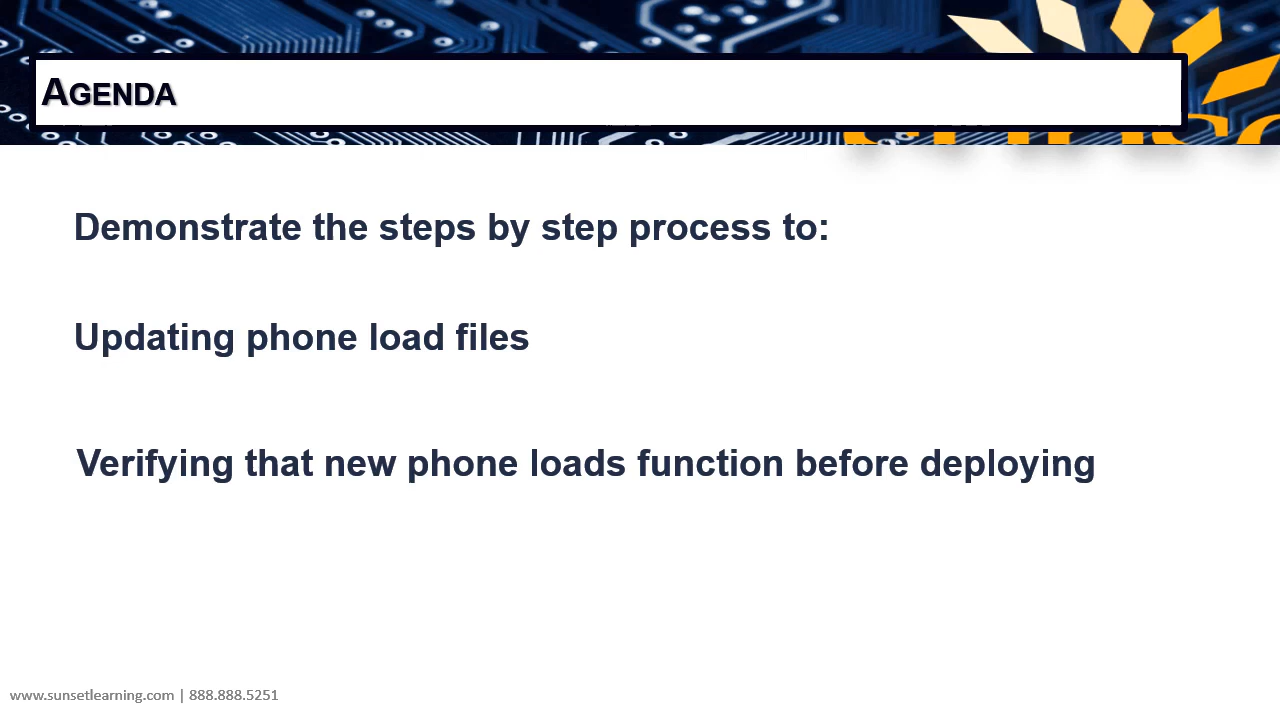 AGENDA
Demonstrate the steps by step process to:
Updating phone load files
Verifying that new phone loads function before deploying
www.sunsetlearning.com | 888.888.5251